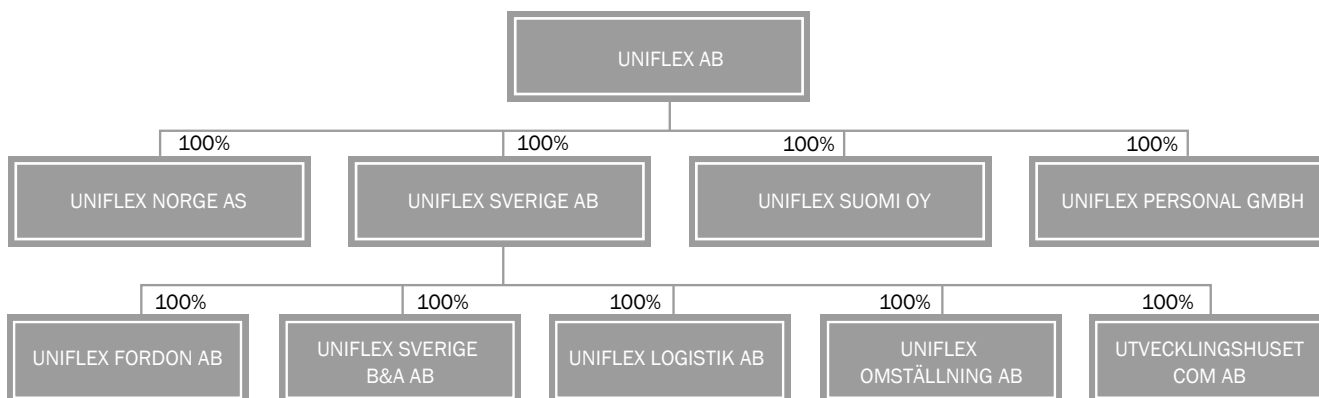 UNIFLEX AB
100%
100%
100%
100%
UNIFLEX NORGE AS
UNIFLEX SVERIGE AB
UNIFLEX SUOMI OY
UNIFLEX PERSONAL GMBH
100%
100%
100%
100%
100%
UNIFLEX FORDON AB
UNIFLEX SVERIGE
B&A AB
UNIFLEX LOGISTIK AB
UNIFLEX
OMSTÄLLNING AB
UTVECKLINGSHUSET
COM AB